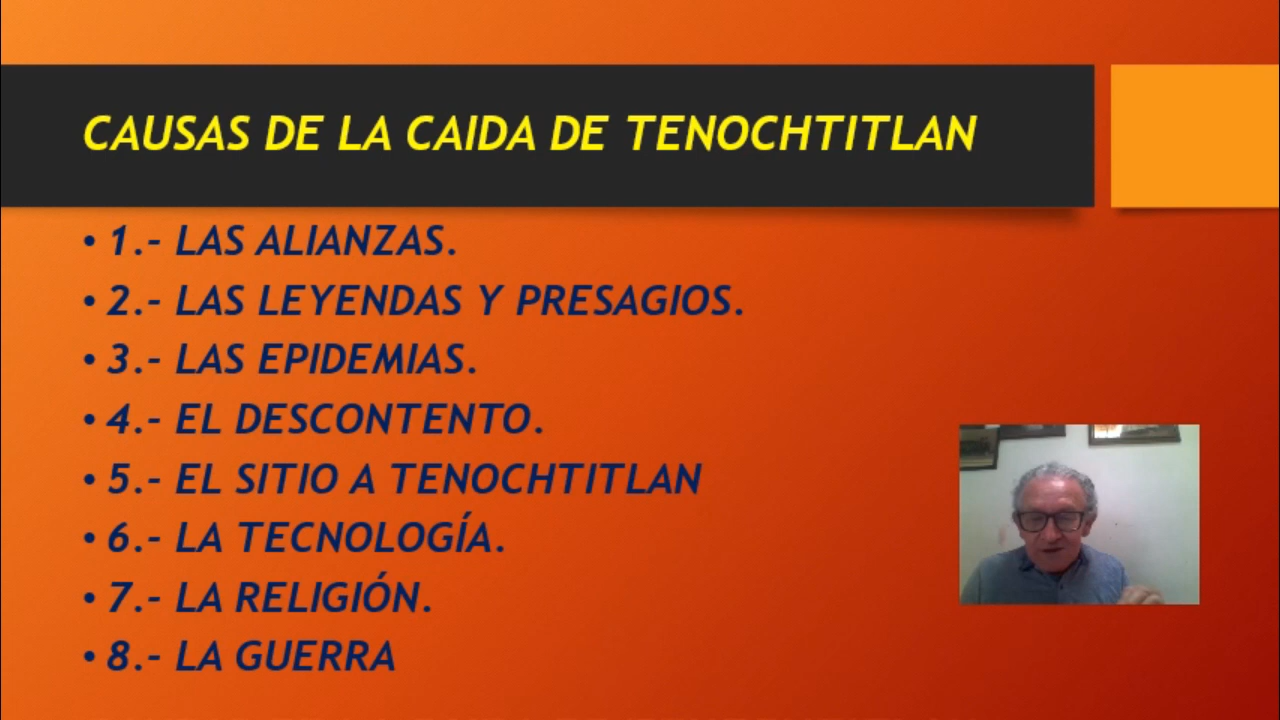 CAUSAS DE LA CAIDA DE TENOCHTITLAN
• 1.- LAS ALIANZAS.
• 2.- LAS LEYENDAS Y PRESAGIOS.
• 3.- LAS EPIDEMIAS.
• 4.- EL DESCONTENTO.
• 5.- EL SITIO A TENOCHTITLAN
• 6.- LA TECNOLOGÍA.
• 7.- LA RELIGIÓN.
• 8.- LA GUERRA